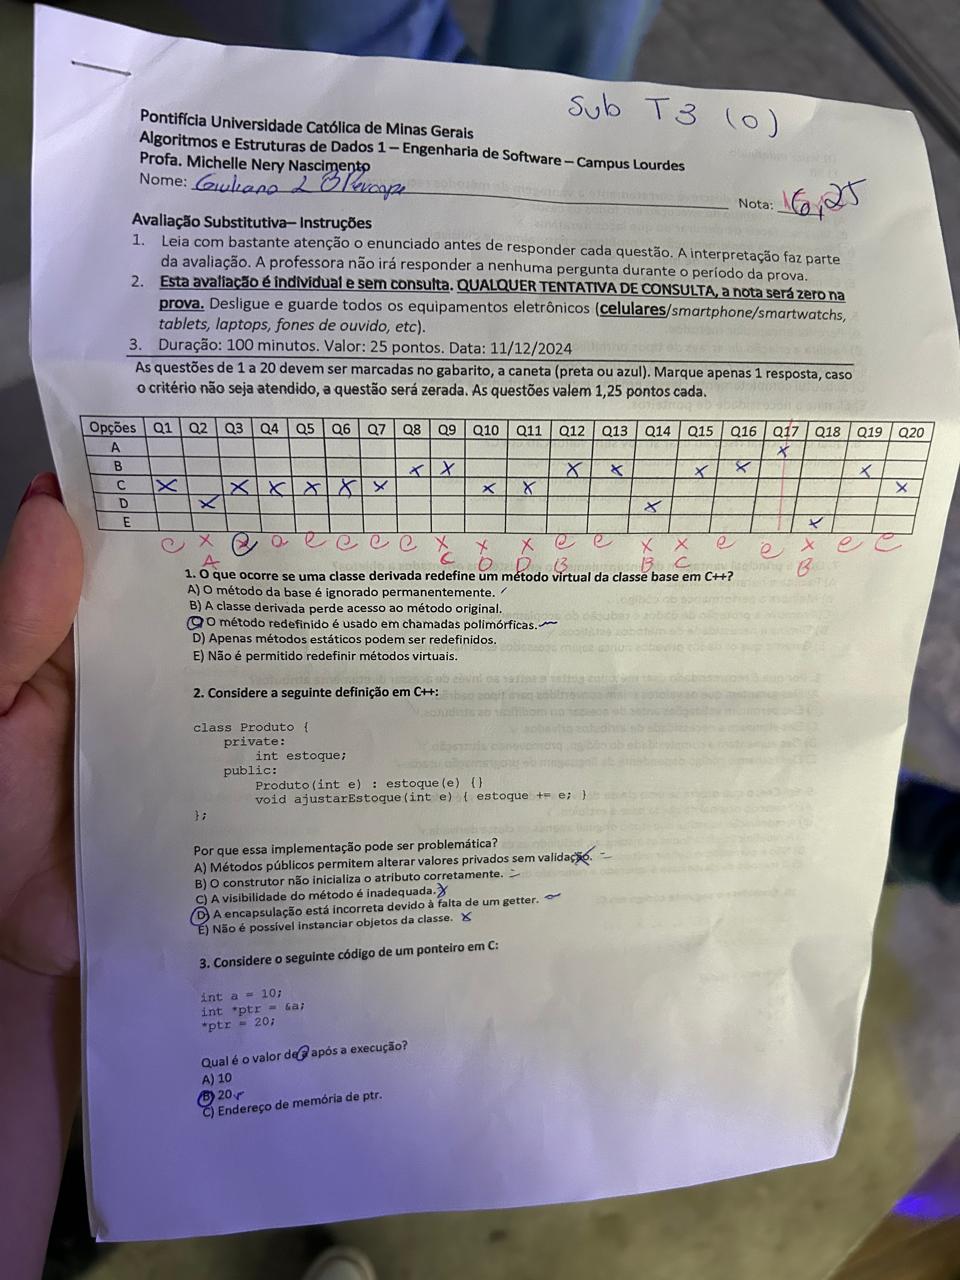 Sub T3 (0)
Pontifícia Universidade Católica de Minas Gerais
Algoritmos e Estruturas de Dados 1 – Engenharia de Software – Campus Lourdes
Profa. Michelle Nery Nascimento
Nome:
Nota: 6,25
Avaliação Substitutiva– Instruções
1. Leia com bastante atenção o enunciado antes de responder cada questão. A interpretação faz parte
da avaliação. A professora não irá responder a nenhuma pergunta durante o período da prova.
2. Esta avaliação é individual e sem consulta. QUALQUER TENTATIVA DE CONSULTA, a nota será zero na
prova. Desligue e guarde todos os equipamentos eletrônicos (celulares/smartphone/smartwatchs,
tablets, laptops, fones de ouvido, etc).
3. Duração: 100 minutos. Valor: 25 pontos. Data: 11/12/2024
As questões de 1 a 20 devem ser marcadas no gabarito, a caneta (preta ou azul). Marque apenas 1 resposta, caso
o critério não seja atendido, a questão será zerada. As questões valem 1,25 pontos cada.
Opções Q1 Q2 Q3 Q4 Q5 Q6 Q7 Q8 Q9 Q10 Q11 Q12 Q13 Q14 Q15 Q16 Q17 Q18 Q19 Q20
A X
B X X X X X X X
C X X X X X X X X X
D X X
E X
A C D D B B C B
1. O que ocorre se uma classe derivada redefine um método virtual da classe base em C++?
A) O método da base é ignorado permanentemente.
B) A classe derivada perde acesso ao método original.
C) O método redefinido é usado em chamadas polimórficas.
D) Apenas métodos estáticos podem ser redefinidos.
E) Não é permitido redefinir métodos virtuais.
2. Considere a seguinte definição em C++:
class Produto {
private:
int estoque;
public:
Produto(int e) : estoque(e) {}
void ajustarEstoque(int e) { estoque += e; }
};
Por que essa implementação pode ser problemática?
A) Métodos públicos permitem alterar valores privados sem validação.
B) O construtor não inicializa o atributo corretamente.
C) A visibilidade do método é inadequada.
D) A encapsulação está incorreta devido à falta de um getter.
E) Não é possível instanciar objetos da classe.
3. Considere o seguinte código de um ponteiro em C:
int a = 10;
int *ptr = &a;
*ptr = 20;
Qual é o valor de a após a execução?
A) 10
B) 20
C) Endereço de memória de ptr.